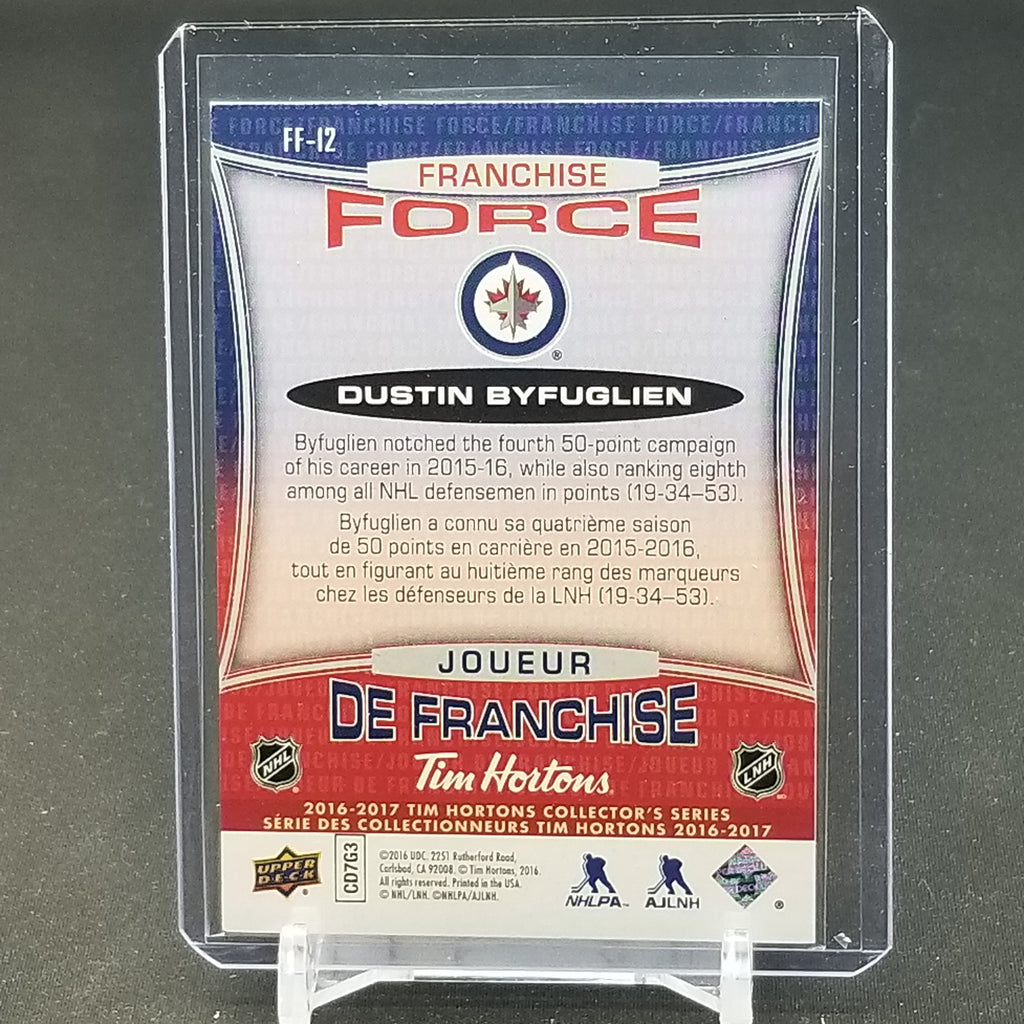 FF-12
FRANCHISE
FORCE
DUSTIN BYFUGLIEN
Byfuglien notched the fourth 50-point campaign
of his career in 2015-16, while also ranking eighth
among all NHL defensemen in points (19-34–53).
Byfuglien a connu sa quatrième saison
de 50 points en carrière en 2015-2016,
tout en figurant au huitième rang des marqueurs
chez les défenseurs de la LNH (19-34–53).
JOUEUR
DE FRANCHISE
NHL
Tim Hortons®
LNH
2016-2017 TIM HORTONS COLLECTOR'S SERIES
SÉRIE DES COLLECTIONNEURS TIM HORTONS 2016-2017
UPPER
DECK
CD7G3
©2016 UDC. 2251 Rutherford Road,
Carlsbad, CA 92008. © Tim Hortons, 2016.
All rights reserved. Printed in the USA.
© NHL/LNH. ©NHLPA/AJLNH.
NHLPA™
AJLNH